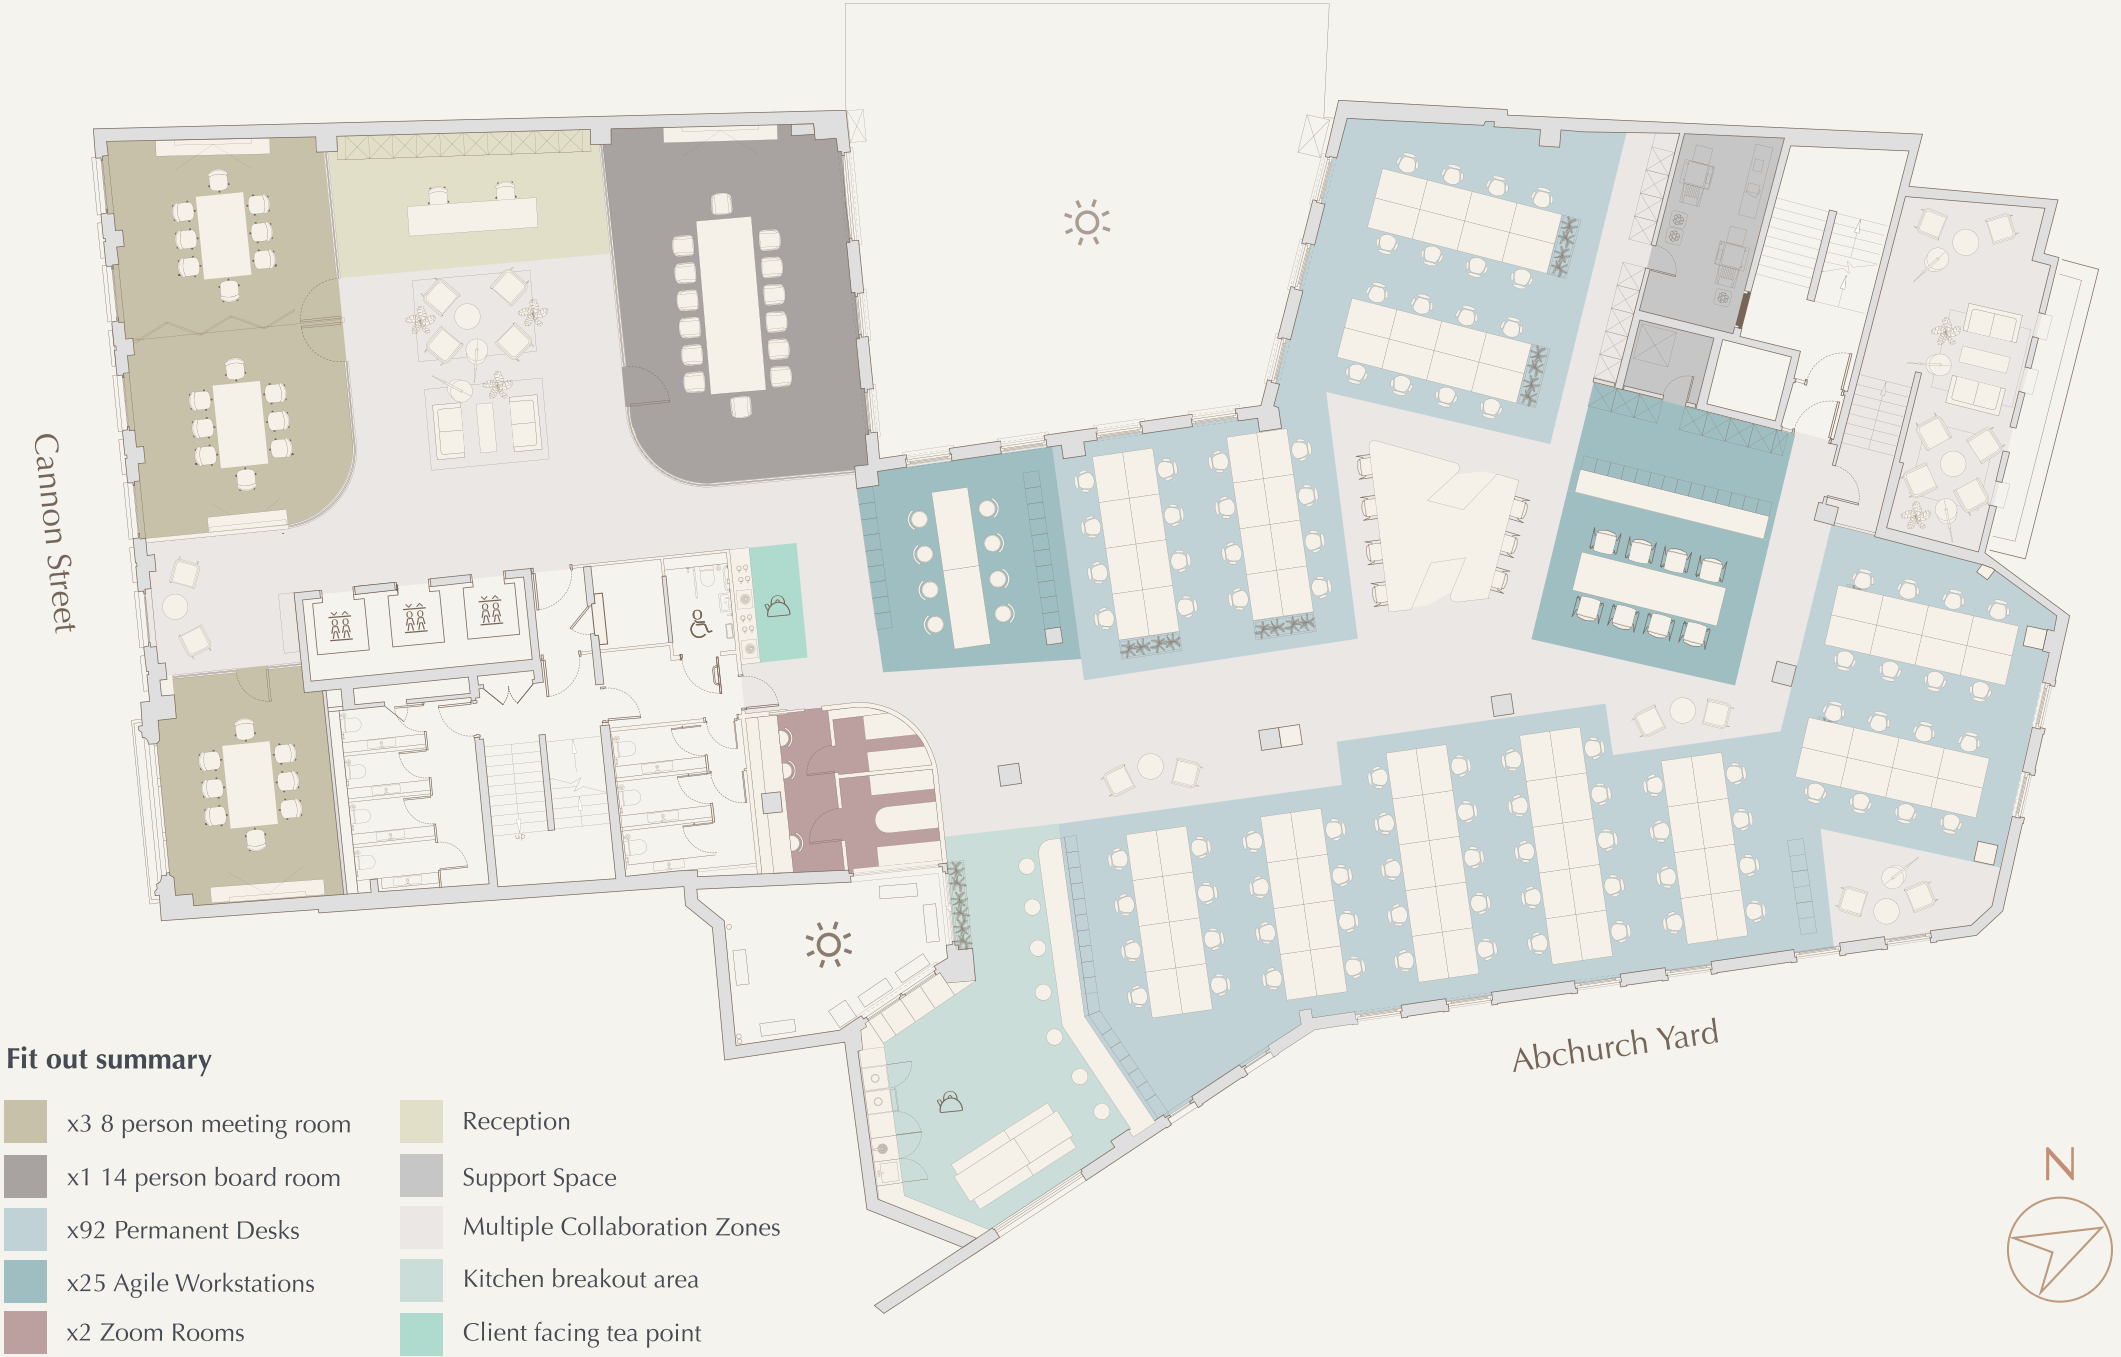 Cannon Street
up
Abchurch Yard
Fit out summary
x3 8 person meeting room
x1 14 person board room
x92 Permanent Desks
x25 Agile Workstations
x2 Zoom Rooms
Reception
Support Space
Multiple Collaboration Zones
Kitchen breakout area
Client facing tea point
N